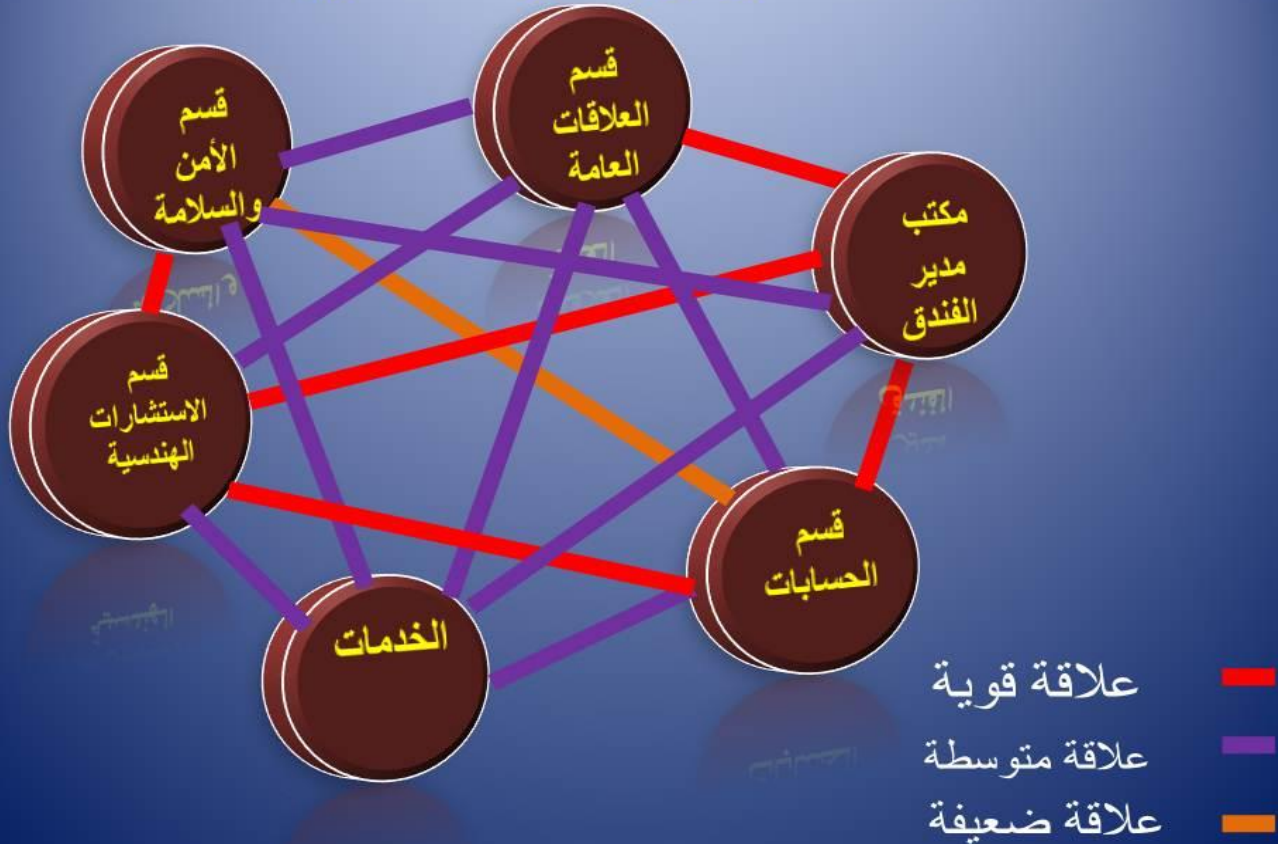 قسم
العلاقات
العامة
قسم
الأمن
والسلامة
مكتب
مدير
الفندق
قسم
الاستشارات
الهندسية
قسم
الحسابات
الخدمات
علاقة قوية
علاقة متوسطة
علاقة ضعيفة